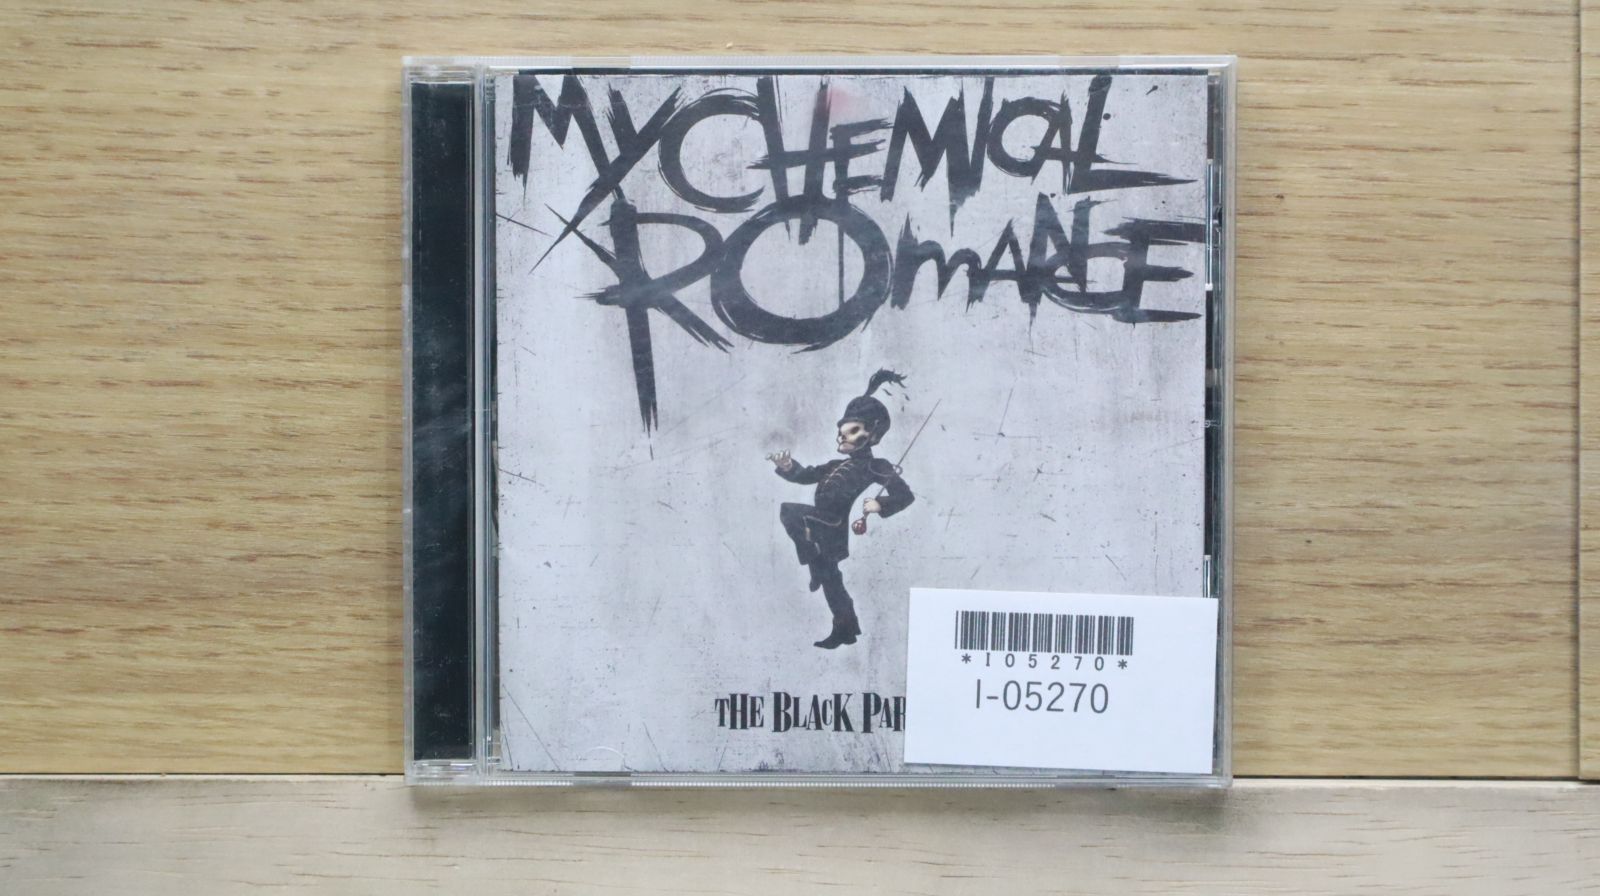 MY CHEMICAL
ROMANCE
THE BLACK PAR
*I05270*
I-05270